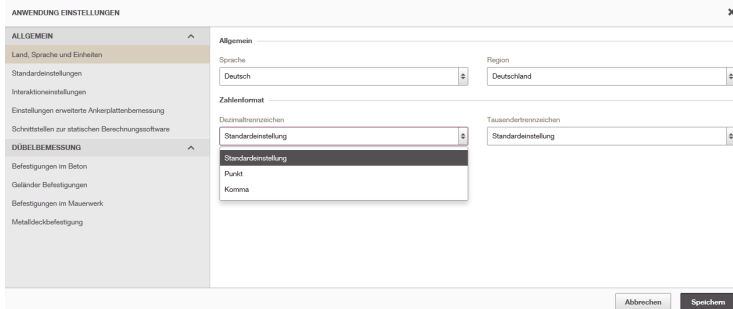 ANWENDUNG EINSTELLUNGEN
ALLGEMEIN
Land, Sprache und Einheiten
Standardeinstellungen
Interaktioneinstellungen
Einstellungen erweiterte Ankerplattenbemessung
Schnittstellen zur statischen Berechnungssoftware
DÜBELBEMESSUNG
Befestigungen im Beton
Geländer Befestigungen
Befestigungen im Mauerwerk
Metalldeckbefestigung
Allgemein
Sprache
Region
Deutsch
Deutschland
Zahlenformat
Dezimaltrennzeichen
Tausendertrennzeichen
Standardeinstellung
Standardeinstellung
Standardeinstellung
Punkt
Komma
Abbrechen
Speichern